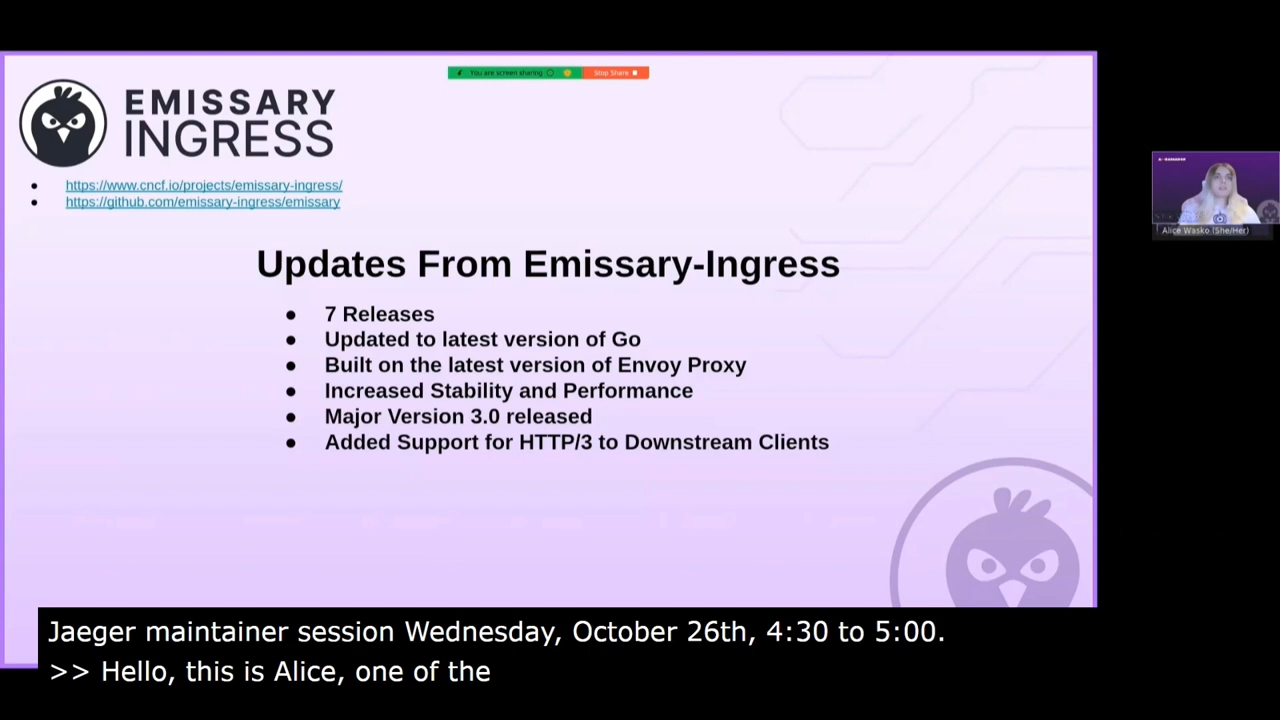 You are screen sharing
Stop Share
EMISSARY
INGRESS
https://www.cncf.io/projects/emissary-ingress/
https://github.com/emissary-ingress/emissary
Updates From Emissary-Ingress
7 Releases
Updated to latest version of Go
Built on the latest version of Envoy Proxy
Increased Stability and Performance
Major Version 3.0 released
Added Support for HTTP/3 to Downstream Clients
Alice Wasko (She/Her)
Jaeger maintainer session Wednesday, October 26th, 4:30 to 5:00.
>> Hello, this is Alice, one of the